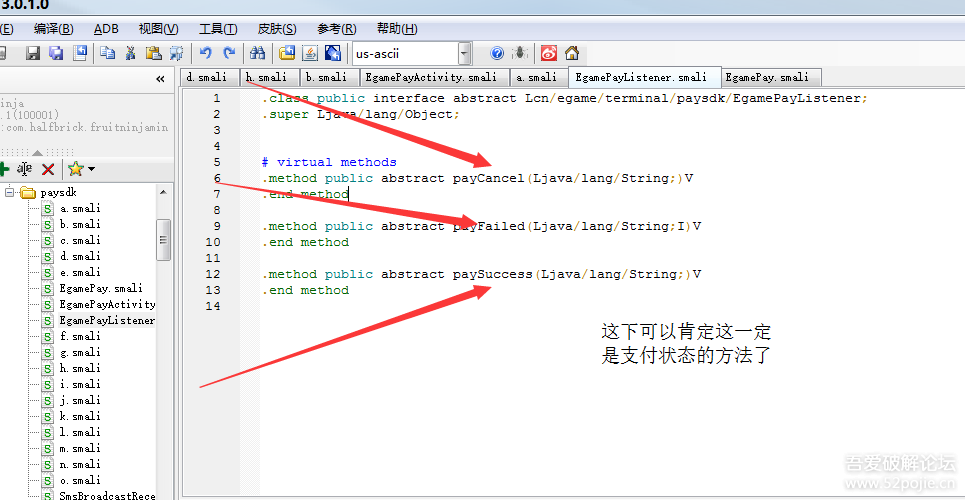 3.0.1.0
(E) 编译(B) ADB 视图(V) 工具(T) 皮肤(S) 参考(R) 帮助(H)
us-ascii
«
d.smali h.smali b.smali EgamePayActivity.smali a.smali EgamePayListener.smali EgamePay.smali
inja
.1(100001)
:com.halfbrick.fruitninjamin
paysdk
a.smali
b.smali
c.smali
d.smali
e.smali
EgamePay.smali
EgamePayActivity
EgamePayListener
f.smali
g.smali
h.smali
i.smali
j.smali
k.smali
l.smali
m.smali
n.smali
o.smali
SmsBroadcastRece
1 .class public interface abstract Lcn/egame/terminal/paysdk/EgamePayListener;
2 .super Ljava/lang/Object;
3
4
5 # virtual methods
6 .method public abstract payCancel(Ljava/lang/String;)V
7 .end method
8
9 .method public abstract payFailed(Ljava/lang/String;I)V
10 .end method
11
12 .method public abstract paySuccess(Ljava/lang/String;)V
13 .end method
14
这下可以肯定这一定
是支付状态的方法了
吾爱破解论坛
www.52pojie.cn